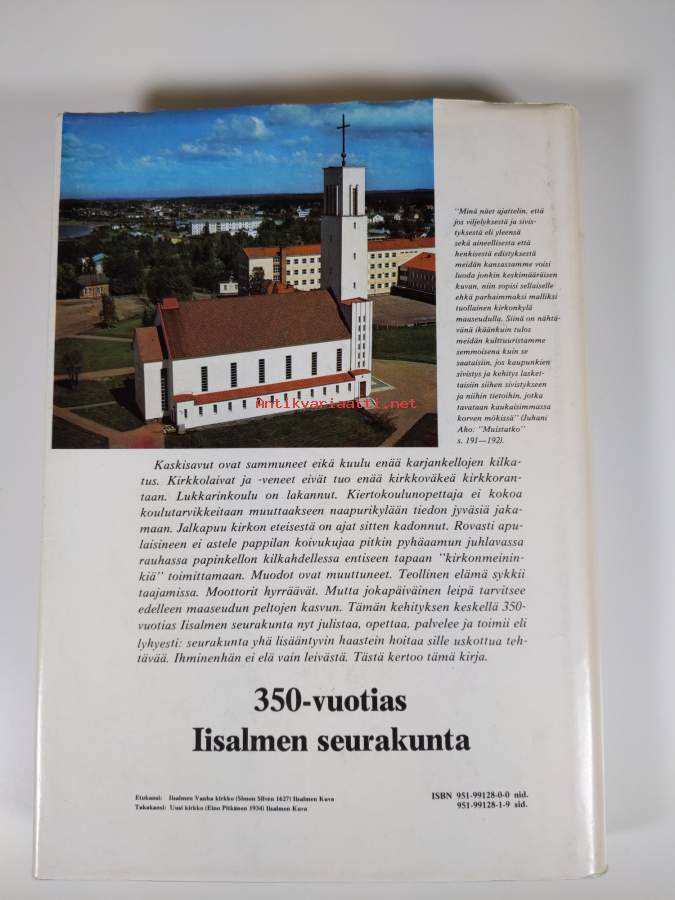 "Minä näet ajattelin, että
jos viljelyksestä ja sivis-
tyksestä eli yleensä
sekä aineellisesta että
henkisestä edistyksestä
meidän kansassamme voisi
luoda jonkin keskimääräisen
kuvan, niin sopisi sellaiselle
ehkä parhaimmaksi malliksi
tuollainen kirkonkylä
maaseudulla. Siinä on nähtä-
vänä ikäänkuin tulos
meidän kulttuuristamme
semmoisena kuin se
saataisiin, jos kaupunkien
sivistys ja kehitys lasket-
taisiin siihen sivistykseen
ja niihin tietoihin, jotka
tavataan kaukaisimmassa
korven mökissä" (Juhani
Aho: "Muistatko"
s. 191—192).
Antikvariaatti.net
Kaskisavut ovat sammuneet eikä kuulu enää karjankellojen kilka-
tus. Kirkkolaivat ja -veneet eivät tuo enää kirkkoväkeä kirkkoran-
taan. Lukkarinkoulu on lakannut. Kiertokoulunopettaja ei kokoa
koulutarvikkeitaan muuttaakseen naapurikylään tiedon jyväsiä jaka-
maan. Jalkapuu kirkon eteisestä on ajat sitten kadonnut. Rovasti apu-
laisineen ei astele pappilan koivukujaa pitkin pyhäaamun juhlavassa
rauhassa papinkellon kilkahdellessa entiseen tapaan "kirkonmeinin-
kiä" toimittamaan. Muodot ovat muuttuneet. Teollinen elämä sykkii
taajamissa. Moottorit hyrräävät. Mutta jokapäiväinen leipä tarvitsee
edelleen maaseudun peltojen kasvun. Tämän kehityksen keskellä 350-
vuotias Iisalmen seurakunta nyt julistaa, opettaa, palvelee ja toimii eli
lyhyesti: seurakunta yhä lisääntyvin haastein hoitaa sille uskottua teh-
tävää. Ihminenhän ei elä vain leivästä. Tästä kertoo tämä kirja.
350-vuotias
Iisalmen seurakunta
Etukansi: Iisalmen Vanha kirkko (Simon Silvén 1627) Iisalmen Kuva
Takakansi: Uusi kirkko (Eino Pitkänen 1934) Iisalmen Kuva
ISBN 951-99128-0-0 nid.
951-99128-1-9 sid.